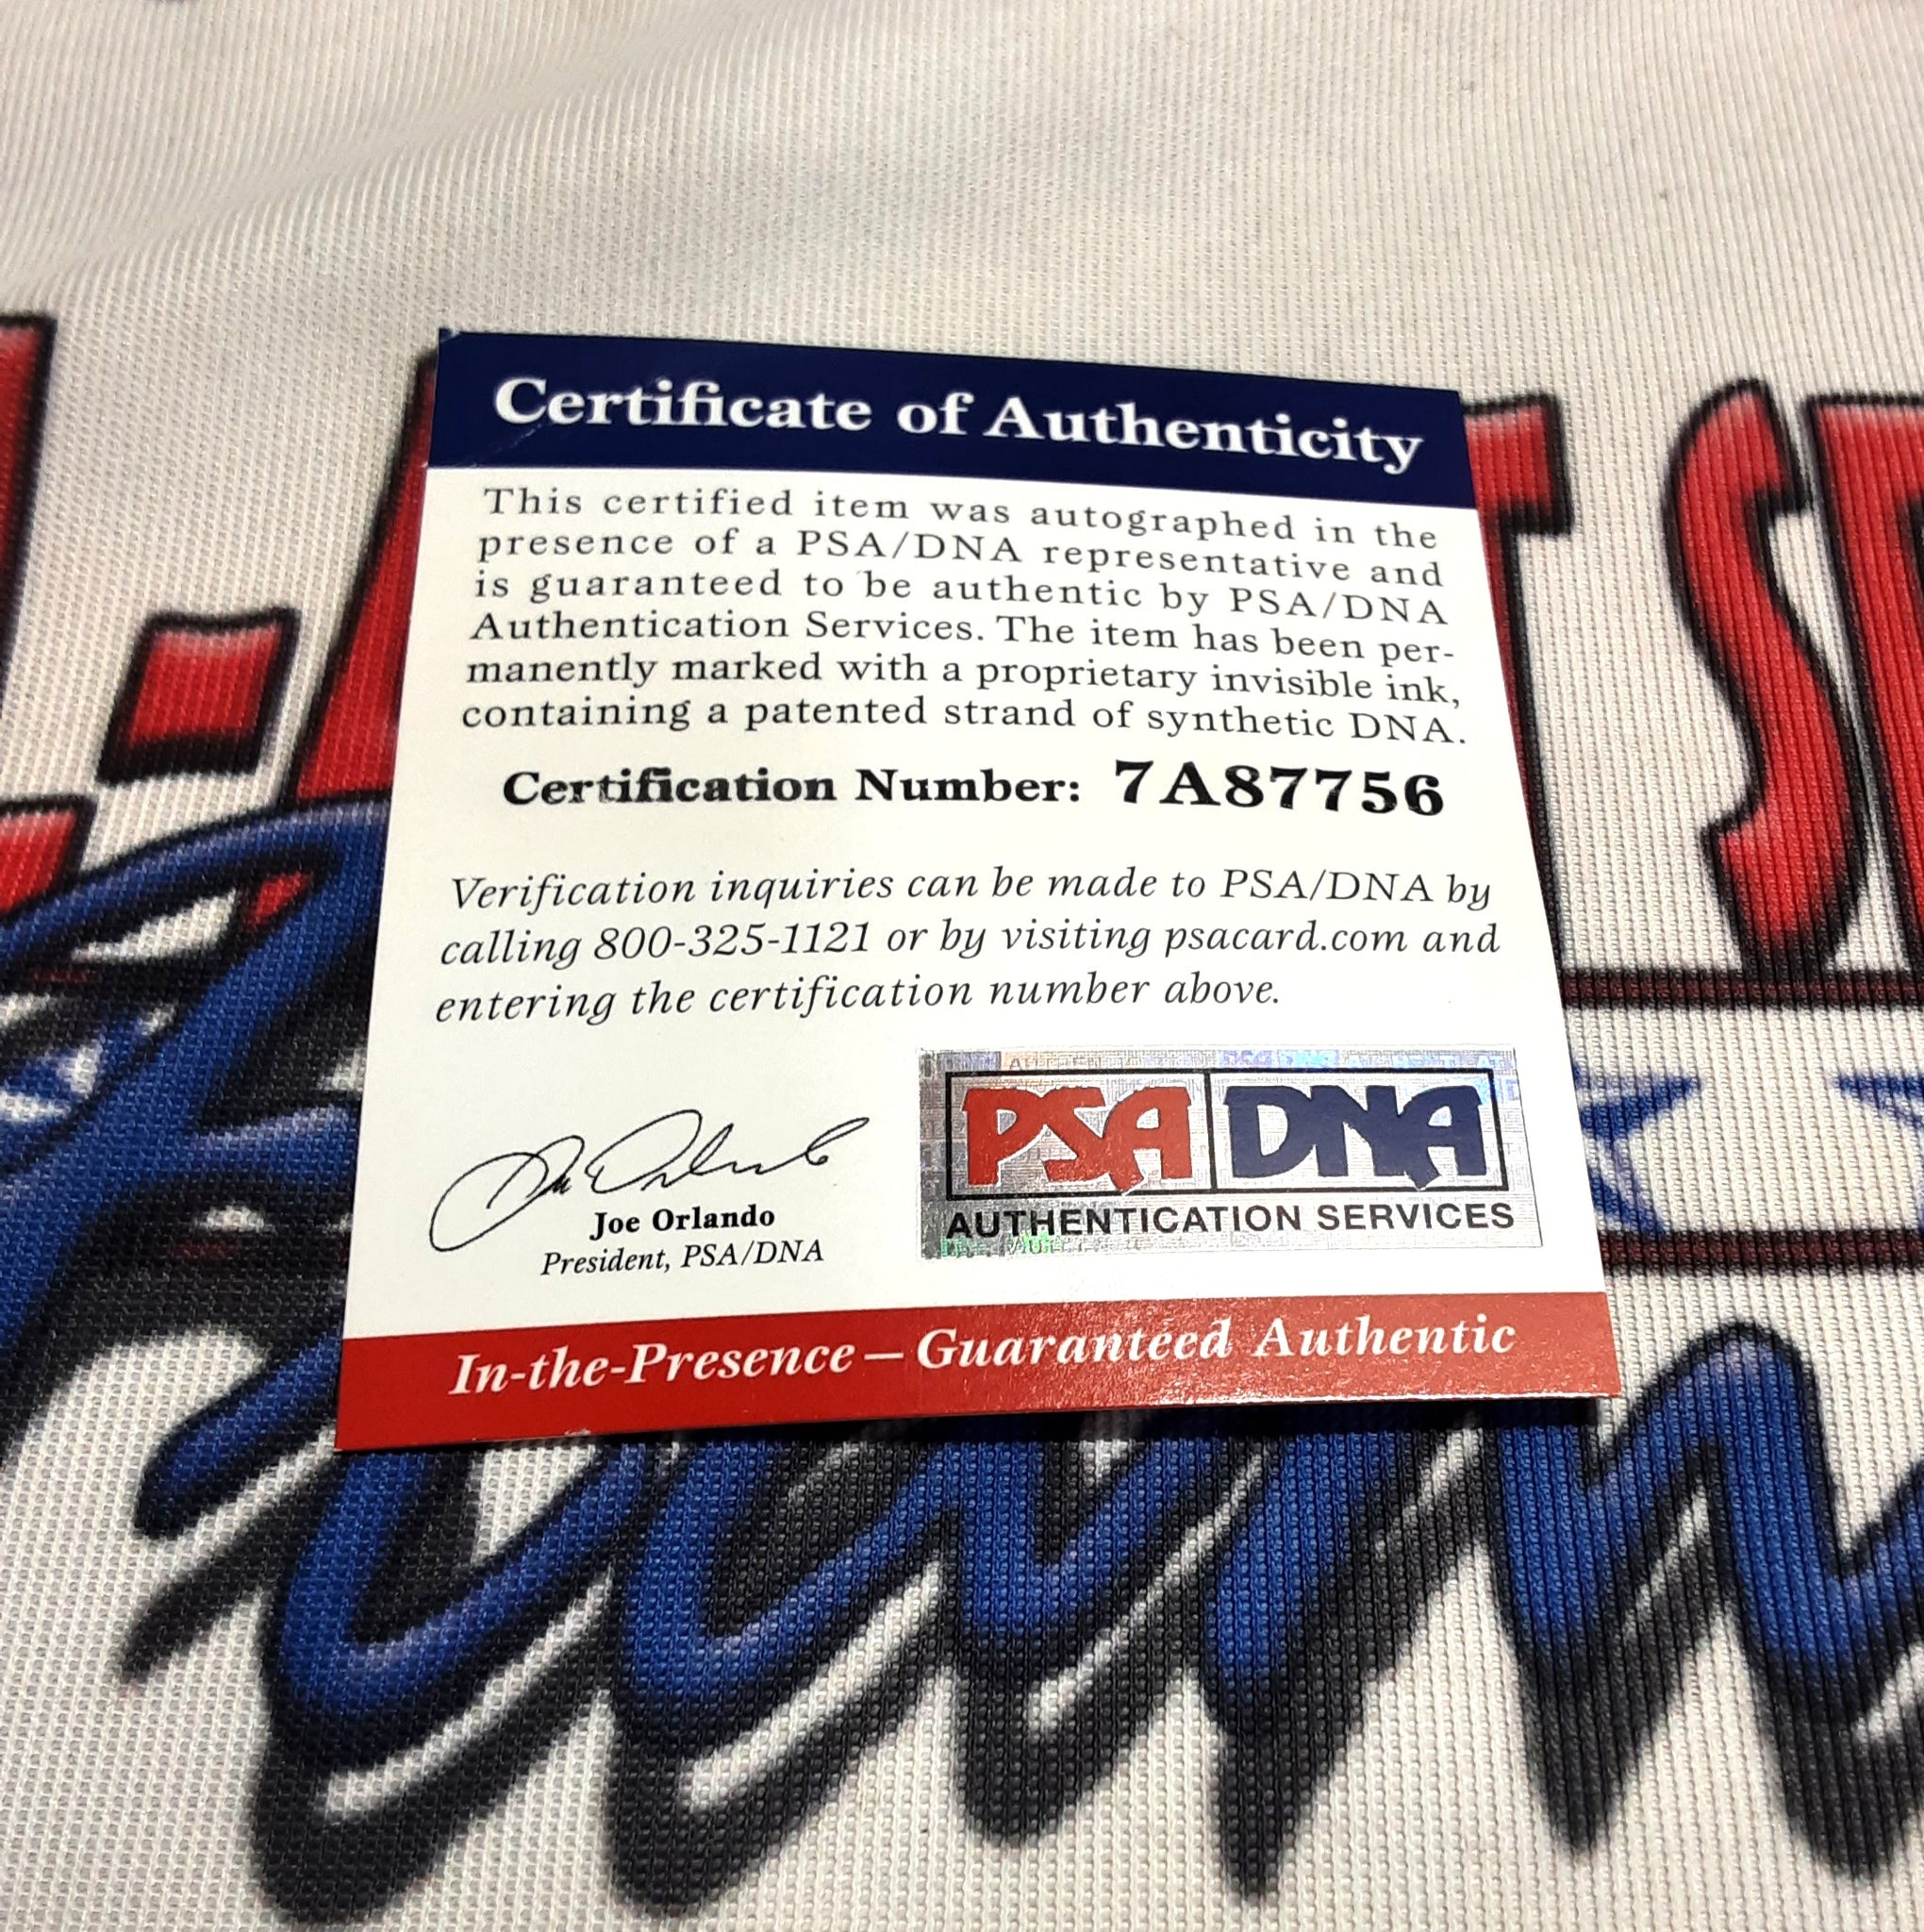 Certificate of Authenticity
This certified item was autographed in the
presence of a PSA/DNA representative and
is guaranteed to be authentic by PSA/DNA
Authentication Services. The item has been per-
manently marked with a proprietary invisible ink,
containing a patented strand of synthetic DNA.
Certification Number: 7A87756
Verification inquiries can be made to PSA/DNA by
calling 800-325-1121 or by visiting psacard.com and
entering the certification number above.
Joe Orlando
President, PSA/DNA
PSA DNA
AUTHENTICATION SERVICES
In-the-Presence — Guaranteed Authentic